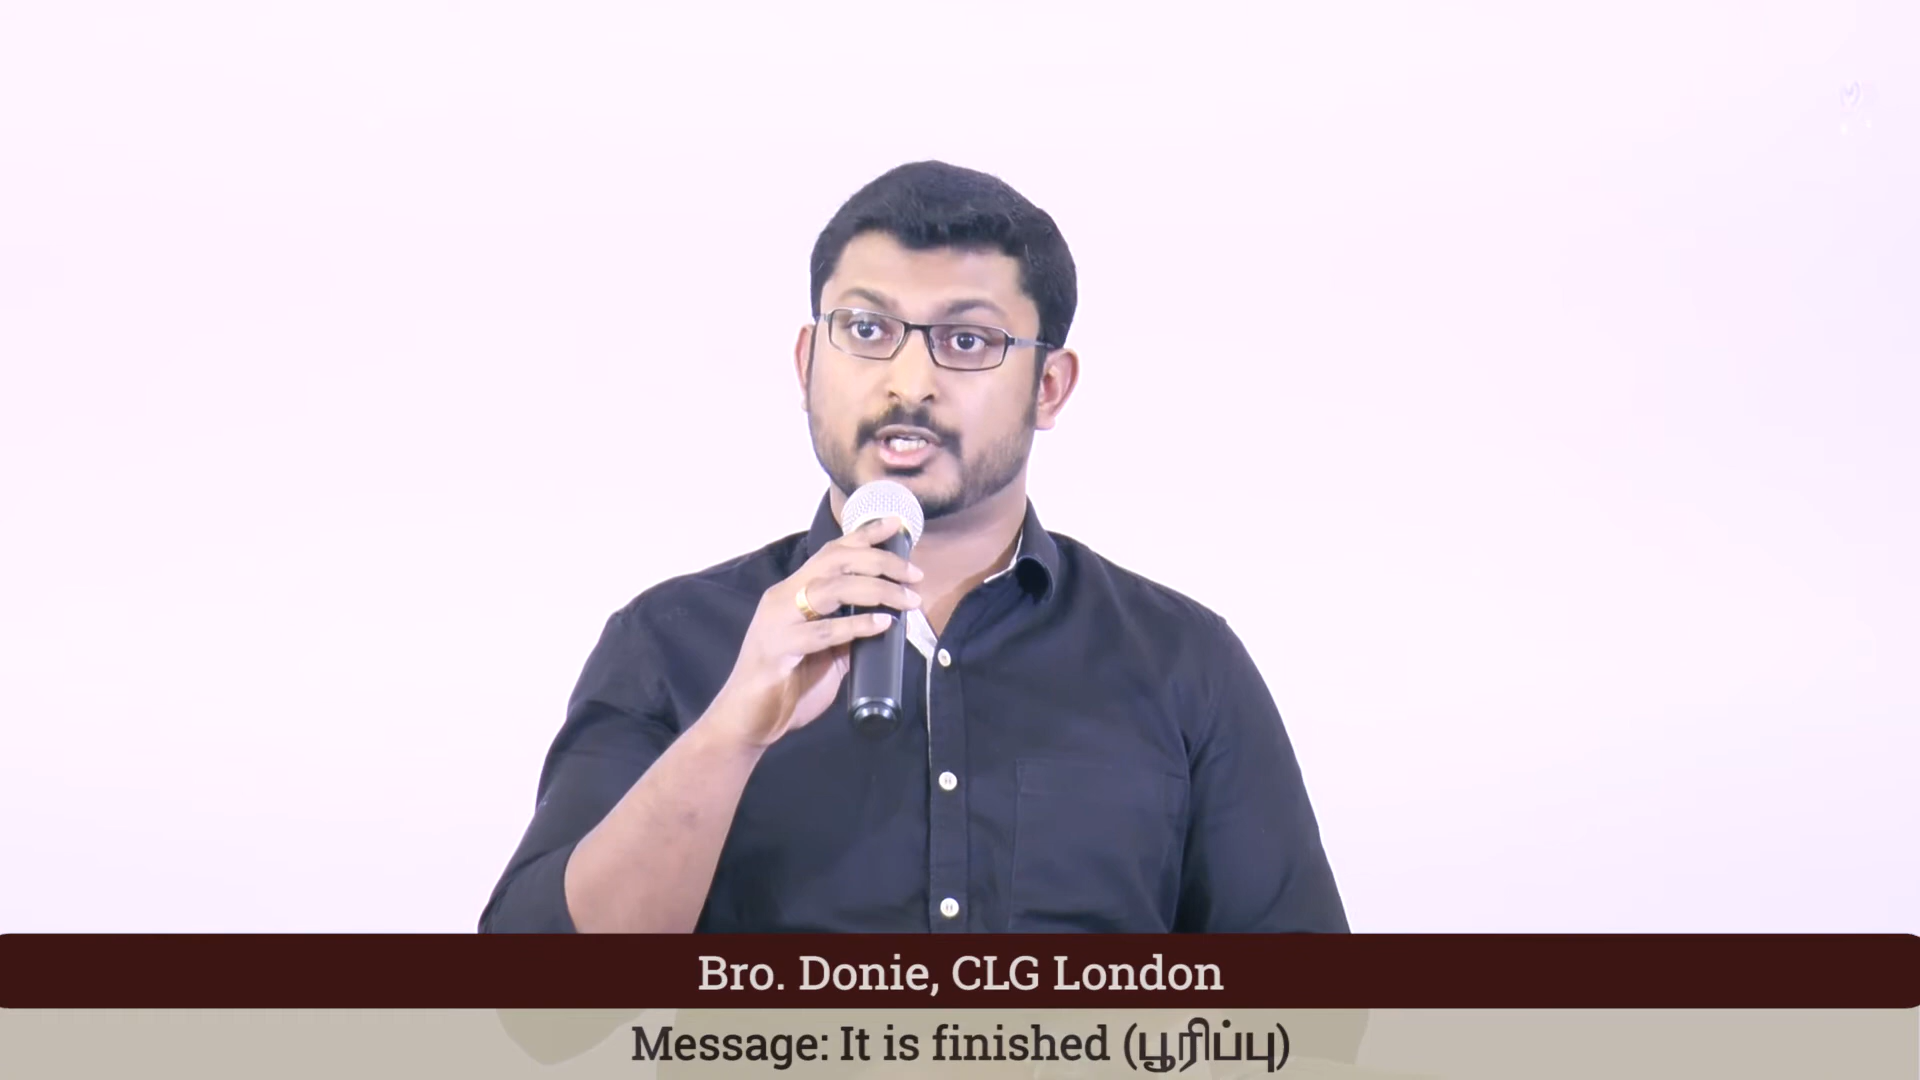 Bro. Donie, CLG London
Message: It is finished (பூரிப்பு)